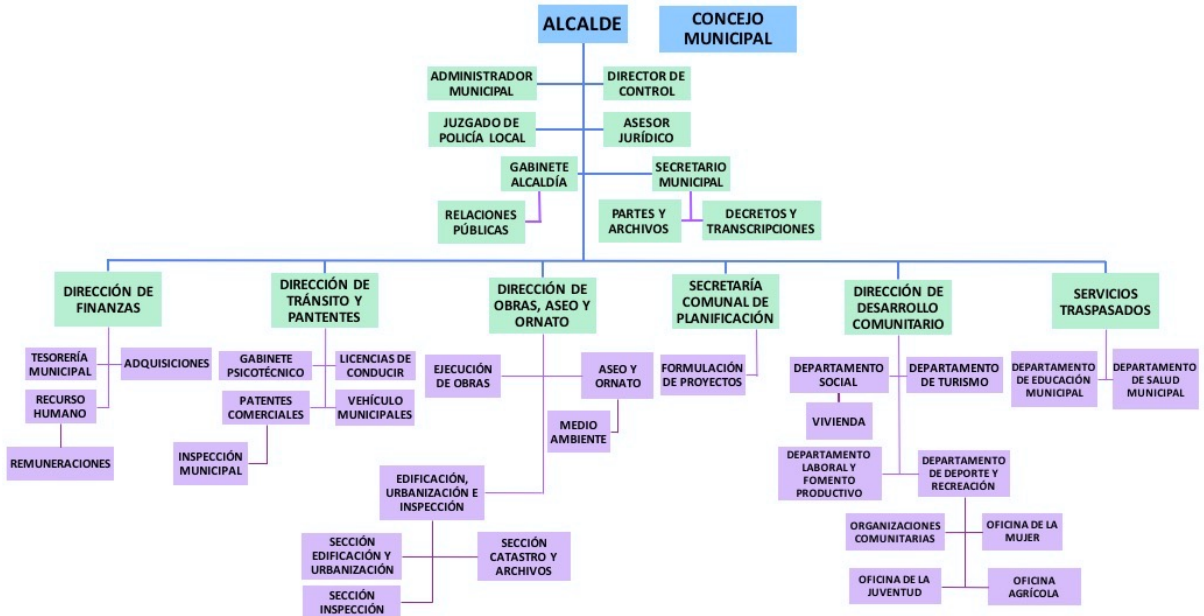 ALCALDE
CONCEJO
MUNICIPAL
ADMINISTRADOR
MUNICIPAL
DIRECTOR DE
CONTROL
JUZGADO DE
POLICÍA LOCAL
ASESOR
JURÍDICO
GABINETE
ALCALDÍA
SECRETARIO
MUNICIPAL
RELACIONES
PÚBLICAS
PARTES Y
ARCHIVOS
DECRETOS Y
TRANSCRIPCIONES
DIRECCIÓN DE
FINANZAS
DIRECCIÓN DE
TRÁNSITO Y
PANTENTES
DIRECCIÓN DE
OBRAS, ASEO Y
ORNATO
SECRETARÍA
COMUNAL DE
PLANIFICACIÓN
DIRECCIÓN DE
DESARROLLO
COMUNITARIO
SERVICIOS
TRASPASADOS
TESORERÍA
MUNICIPAL
ADQUISICIONES
RECURSO
HUMANO
REMUNERACIONES
GABINETE
PSICOTÉCNICO
LICENCIAS DE
CONDUCIR
PATENTES
COMERCIALES
VEHÍCULO
MUNICIPALES
INSPECCIÓN
MUNICIPAL
EJECUCIÓN
DE OBRAS
ASEO Y
ORNATO
MEDIO
AMBIENTE
EDIFICACIÓN,
URBANIZACIÓN E
INSPECCIÓN
SECCIÓN
EDIFICACIÓN Y
URBANIZACIÓN
SECCIÓN
CATASTRO Y
ARCHIVOS
SECCIÓN
INSPECCIÓN
FORMULACIÓN
DE PROYECTOS
DEPARTAMENTO
SOCIAL
DEPARTAMENTO
DE TURISMO
VIVIENDA
DEPARTAMENTO
LABORAL Y
FOMENTO
PRODUCTIVO
DEPARTAMENTO
DE DEPORTE Y
RECREACIÓN
ORGANIZACIONES
COMUNITARIAS
OFICINA DE LA
MUJER
OFICINA DE LA
JUVENTUD
OFICINA
AGRÍCOLA
DEPARTAMENTO
DE EDUCACIÓN
MUNICIPAL
DEPARTAMENTO
DE SALUD
MUNICIPAL